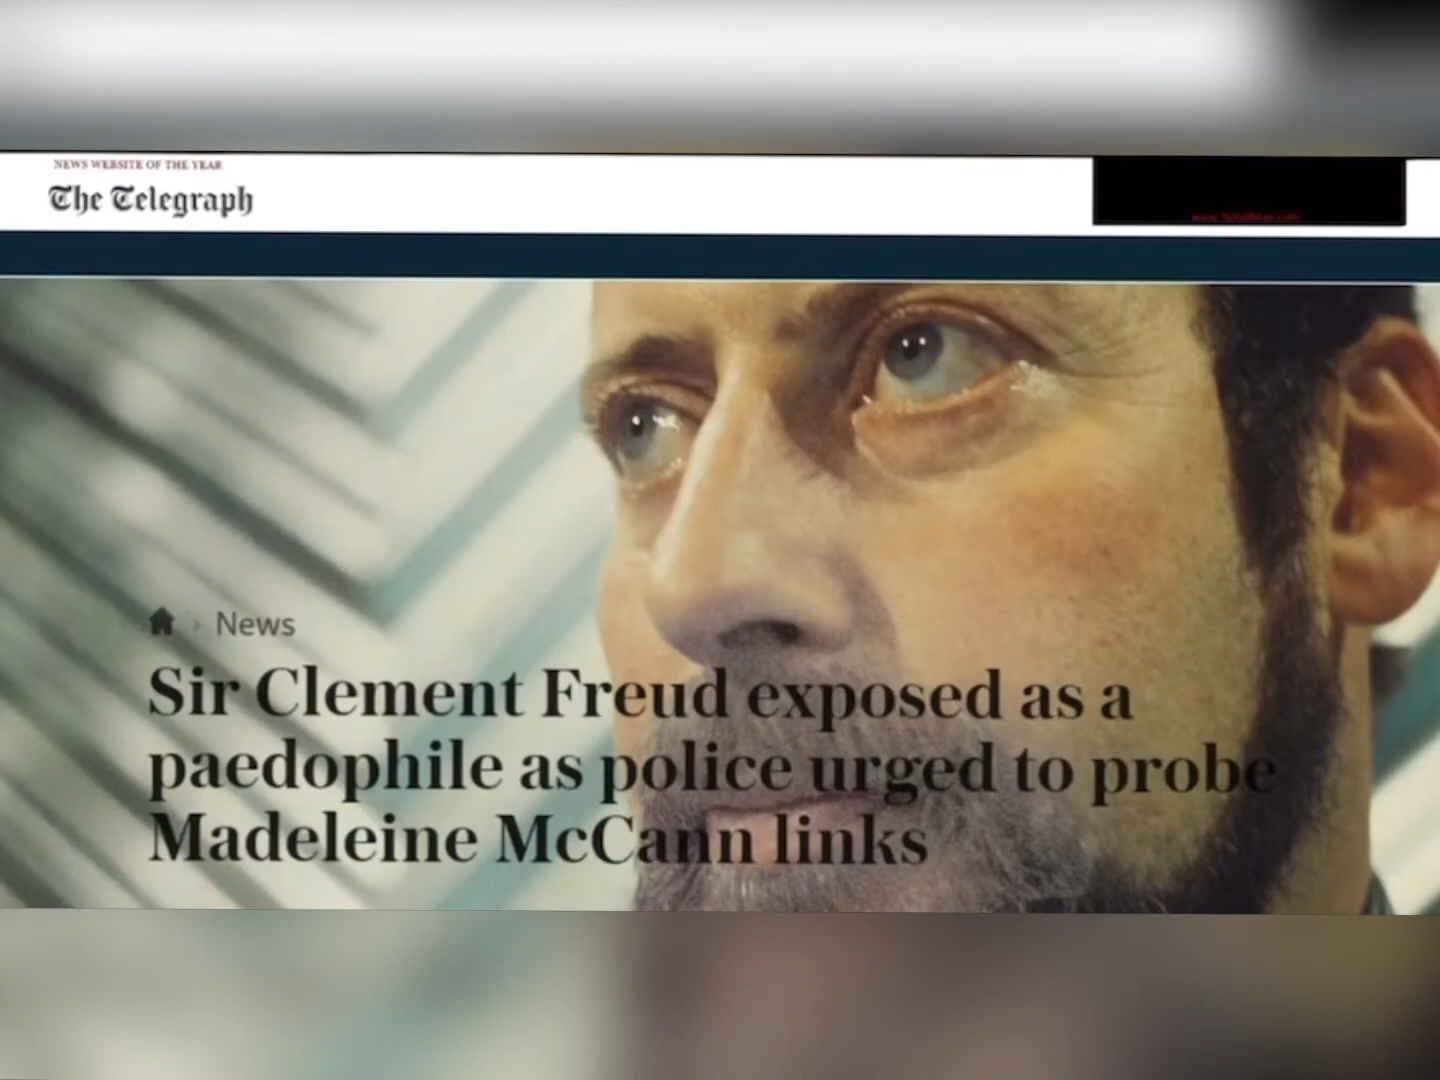 NEWS WEBSITE OF THE YEAR
The Telegraph
News
Sir Clement Freud exposed as a
paedophile as police urged to probe
Madeleine McCann links